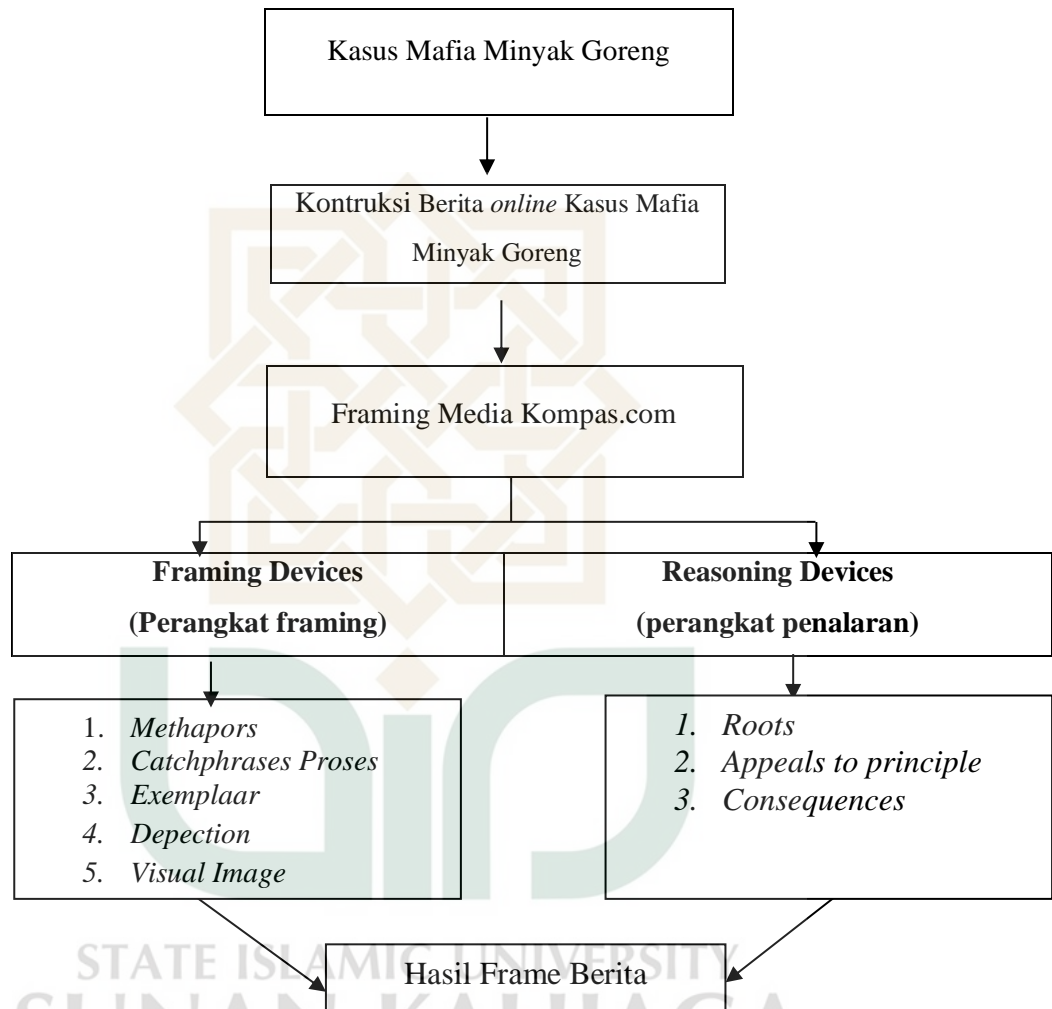 Kasus Mafia Minyak Goreng
Kontruksi Berita online Kasus Mafia
Minyak Goreng
Framing Media Kompas.com
Framing Devices
(Perangkat framing)
Reasoning Devices
(perangkat penalaran)
1. Methapors
2. Catchphrases Proses
3. Exemplaar
4. Depection
5. Visual Image
1. Roots
2. Appeals to principle
3. Consequences
Hasil Frame Berita
STATE ISLAMIC UNIVERSITY
SUNAN KALIJAGA